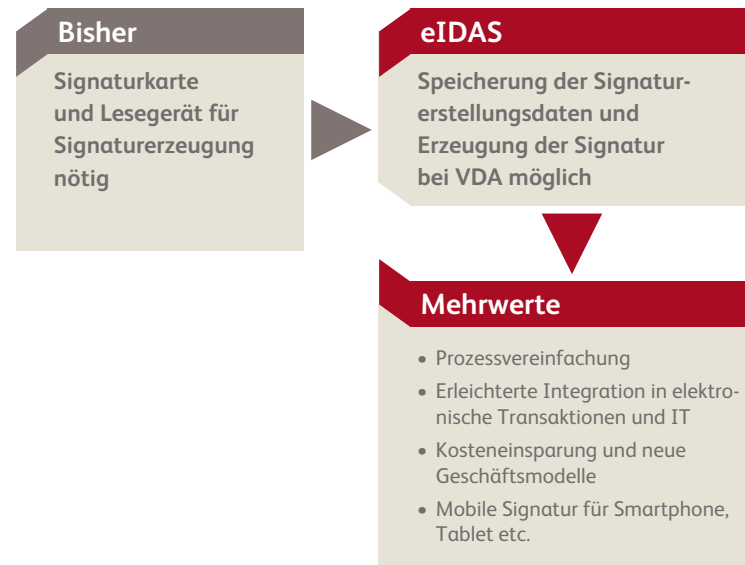 Bisher
Signaturkarte
und Lesegerät für
Signaturerzeugung
nötig
eIDAS
Speicherung der Signatur-
erstellungsdaten und
Erzeugung der Signatur
bei VDA möglich
Mehrwerte
• Prozessvereinfachung
• Erleichterte Integration in elektro-
nische Transaktionen und IT
• Kosteneinsparung und neue
Geschäftsmodelle
• Mobile Signatur für Smartphone,
Tablet etc.